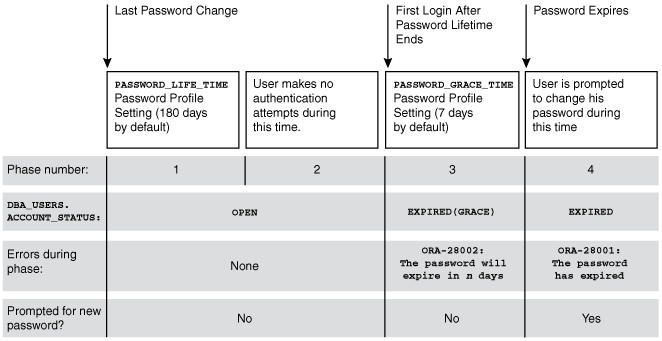 Last Password Change
First Login After
Password Lifetime
Ends
Password Expires
PASSWORD_LIFE_TIME
Password Profile
Setting (180 days
by default)
User makes no
authentication
attempts during
this time.
PASSWORD_GRACE_TIME
Password Profile
Setting (7 days
by default)
User is prompted
to change his
password during
this time
Phase number:
1
2
3
4
DBA_USERS.
ACCOUNT_STATUS:
OPEN
EXPIRED(GRACE)
EXPIRED
Errors during
phase:
None
ORA-28002:
The password will
expire in n days
ORA-28001:
The password
has expired
Prompted for new
password?
No
No
Yes